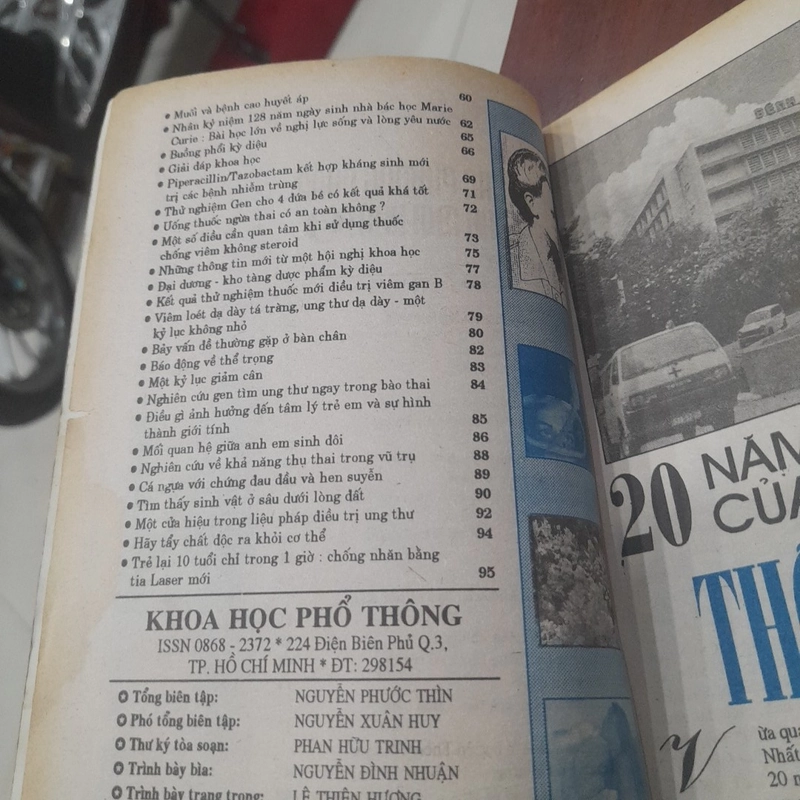 • Muối và bệnh cao huyết áp 60
• Nhân kỷ niệm 128 năm ngày sinh nhà bác học Marie
Curie : Bài học lớn về nghị lực sống và lòng yêu nước 62
• Buồng phổi kỳ diệu 65
• Giải đáp khoa học 66
• Piperacillin/Tazobactam kết hợp kháng sinh mới
trị các bệnh nhiễm trùng 69
• Thử nghiệm Gen cho 4 đứa bé có kết quả khá tốt 71
• Uống thuốc ngừa thai có an toàn không ? 72
• Một số điều cần quan tâm khi sử dụng thuốc
chống viêm không steroid 73
• Những thông tin mới từ một hội nghị khoa học 75
• Đại dương - kho tàng dược phẩm kỳ diệu 77
• Kết quả thử nghiệm thuốc mới điều trị viêm gan B 78
• Viêm loét dạ dày tá tràng, ung thư dạ dày - một
kỷ lục không nhỏ 79
• Bảy vấn đề thường gặp ở bàn chân 80
• Báo động về thể trọng 82
• Một kỷ lục giảm cân 83
• Nghiên cứu gen tìm ung thư ngay trong bào thai 84
• Điều gì ảnh hưởng đến tâm lý trẻ em và sự hình
thành giới tính 85
• Mối quan hệ giữa anh em sinh đôi 86
• Nghiên cứu về khả năng thụ thai trong vũ trụ 88
• Cá ngựa với chứng đau đầu và hen suyễn 89
• Tìm thấy sinh vật ở sâu dưới lòng đất 90
• Một cửa hiệu trong liệu pháp điều trị ung thư 92
• Hãy tẩy chất độc ra khỏi cơ thể 94
• Trẻ lại 10 tuổi chỉ trong 1 giờ : chống nhăn bằng
tia Laser mới 95
KHOA HỌC PHỔ THÔNG
ISSN 0868 - 2372 * 224 Điện Biên Phủ Q.3,
TP. HỒ CHÍ MINH * ĐT: 298154
Tổng biên tập: NGUYỄN PHƯỚC THÌN
Phó tổng biên tập: NGUYỄN XUÂN HUY
Thư ký tòa soạn: PHAN HỮU TRINH
Trình bày bìa: NGUYỄN ĐÌNH NHUẬN
Trình bày trang trong: LÊ THIÊN HƯƠNG
20 NĂM
CỦA
THỐ
Vừa qua
Nhất
20 n